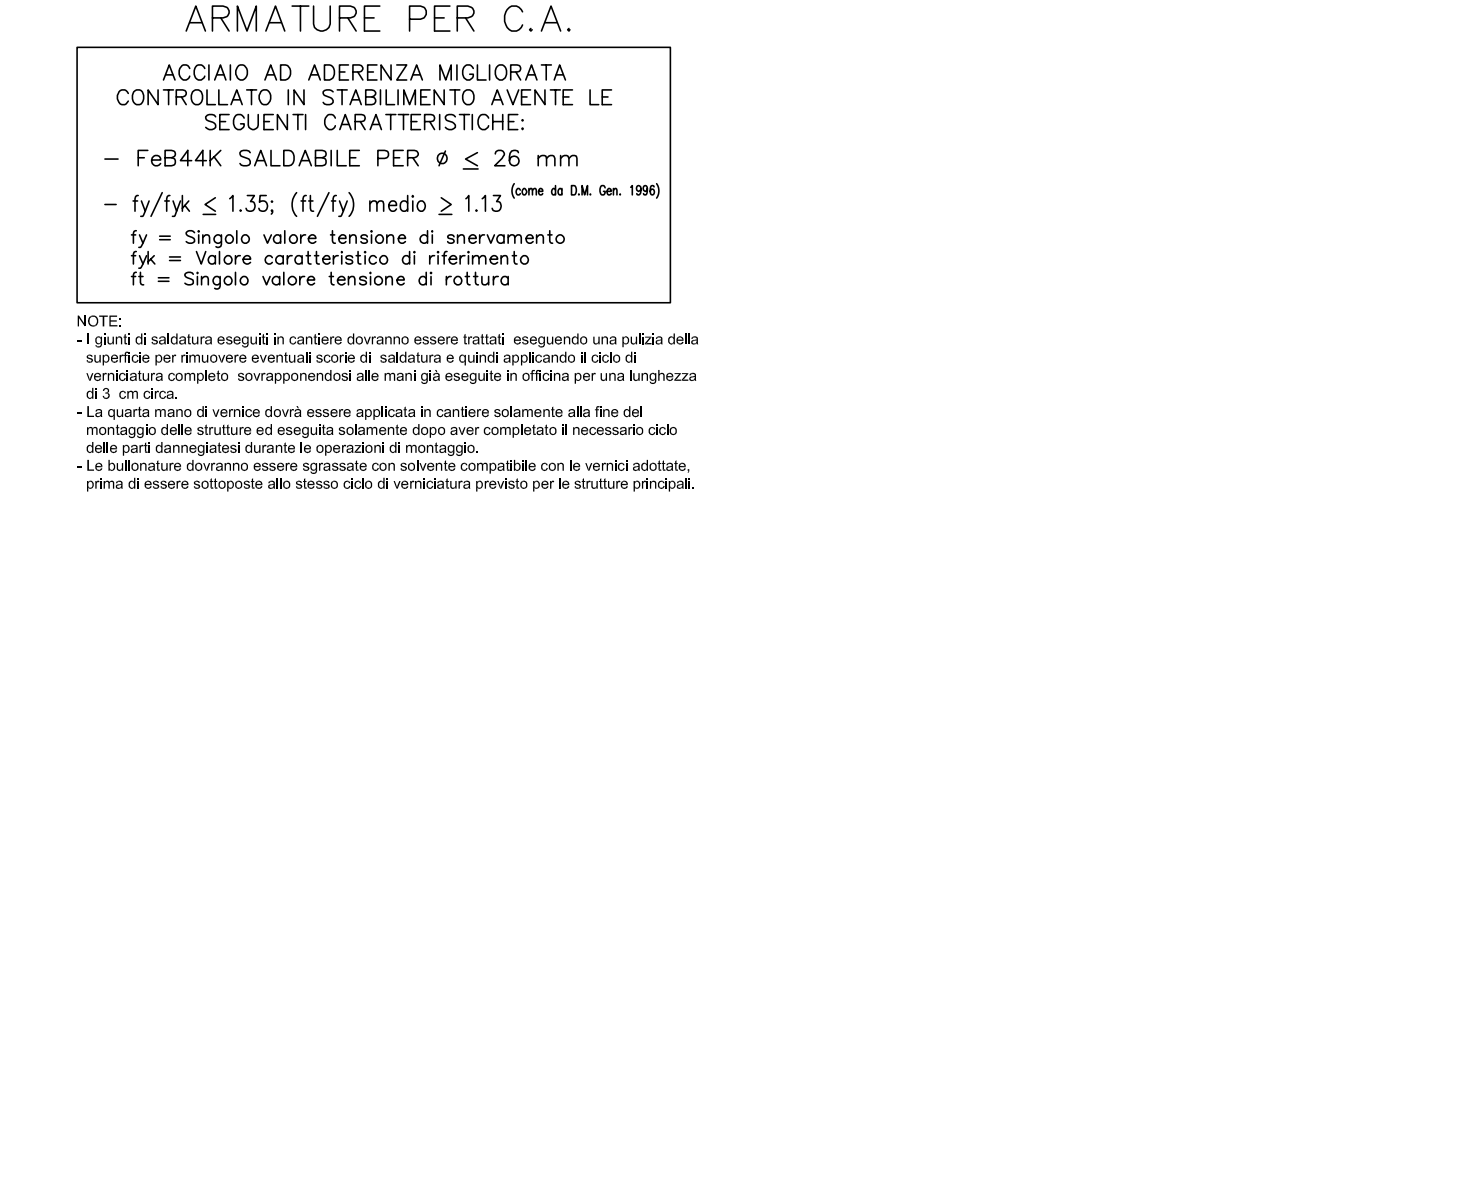 ARMATURE PER C.A.
ACCIAIO AD ADERENZA MIGLIORATA
CONTROLLATO IN STABILIMENTO AVENTE LE
SEGUENTI CARATTERISTICHE:
- FeB44K SALDABILE PER ø ≤ 26 mm
- fy/fyk ≤ 1.35; (ft/fy) medio ≥ 1.13 (come da D.M. Gen. 1996)
fy = Singolo valore tensione di snervamento
fyk = Valore caratteristico di riferimento
ft = Singolo valore tensione di rottura
NOTE:
- I giunti di saldatura eseguiti in cantiere dovranno essere trattati eseguendo una pulizia della
superficie per rimuovere eventuali scorie di saldatura e quindi applicando il ciclo di
verniciatura completo sovrapponendosi alle mani già eseguite in officina per una lunghezza
di 3 cm circa.
- La quarta mano di vernice dovrà essere applicata in cantiere solamente alla fine del
montaggio delle strutture ed eseguita solamente dopo aver completato il necessario ciclo
delle parti dannegiatesi durante le operazioni di montaggio.
- Le bullonature dovranno essere sgrassate con solvente compatibile con le vernici adottate,
prima di essere sottoposte allo stesso ciclo di verniciatura previsto per le strutture principali.